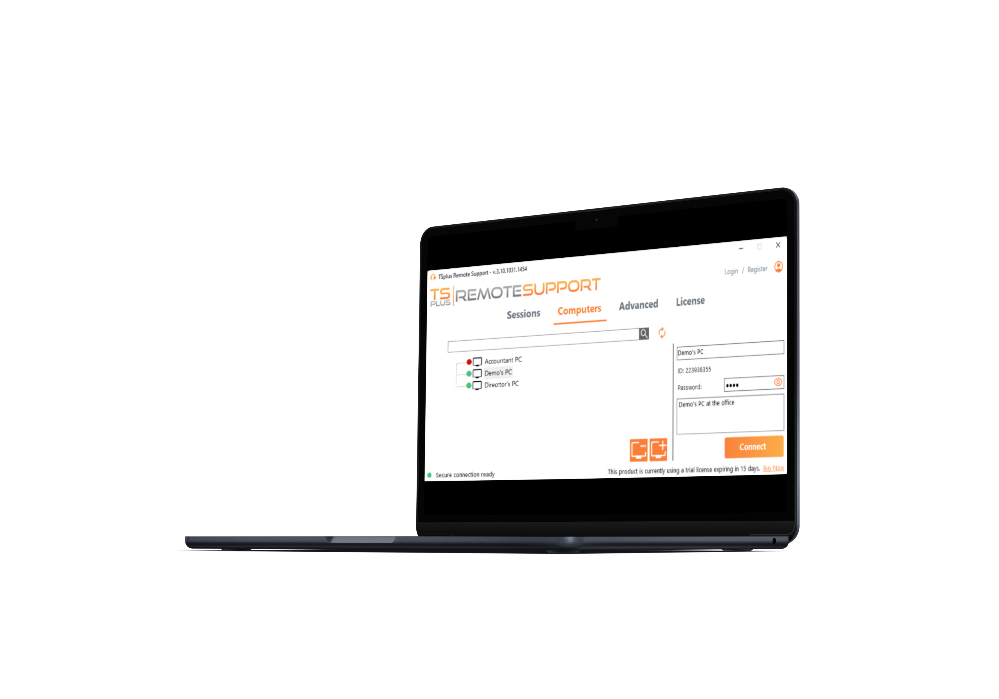 TSplus Remote Support - v.3.10.1031.1454
Login / Register
TS PLUS REMOTESUPPORT
Sessions Computers Advanced License
Accountant PC
Demo's PC
Direcrtor's PC
Demo's PC
ID: 223938355
Password: ••••
Demo's PC at the office
Connect
Secure connection ready
This product is currently using a trial license expiring in 15 days. Buy Now